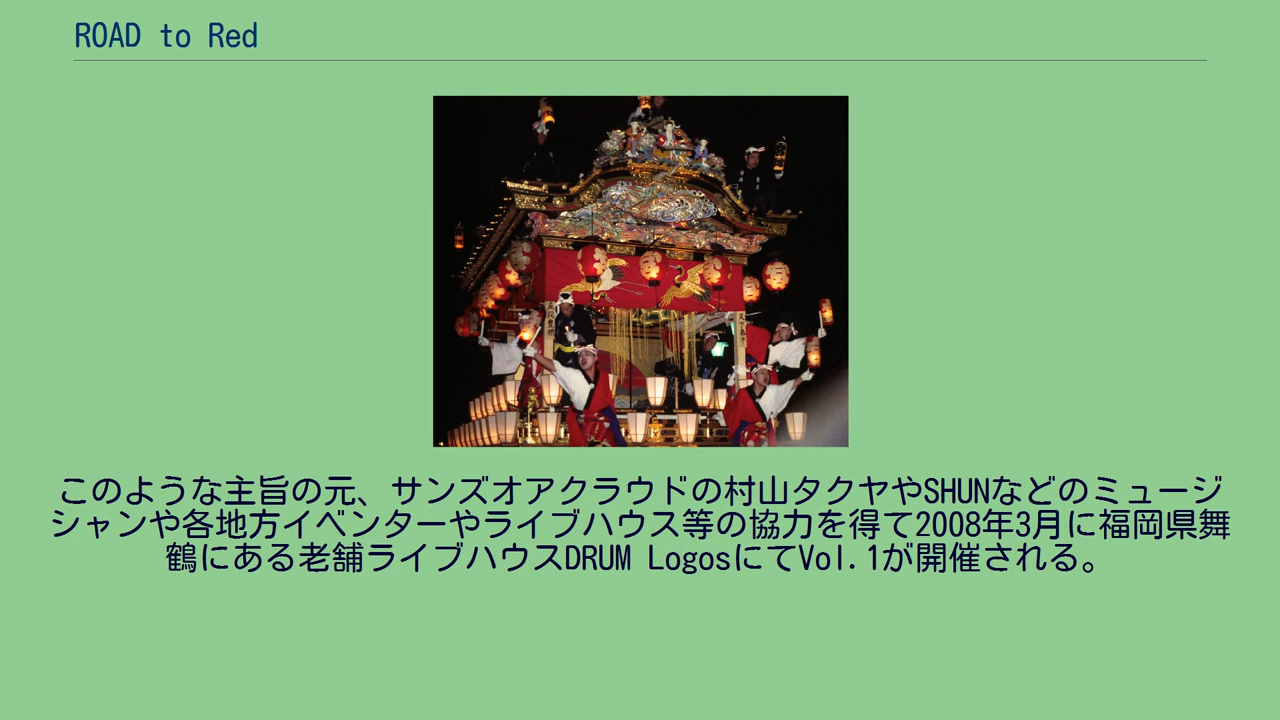 ROAD to Red
このような主旨の元、サンズオアクラウドの村山タクヤやSHUNなどのミュージ
シャンや各地方イベンターやライブハウス等の協力を得て2008年3月に福岡県舞
鶴にある老舗ライブハウスDRUM LogosにてVol.1が開催される。